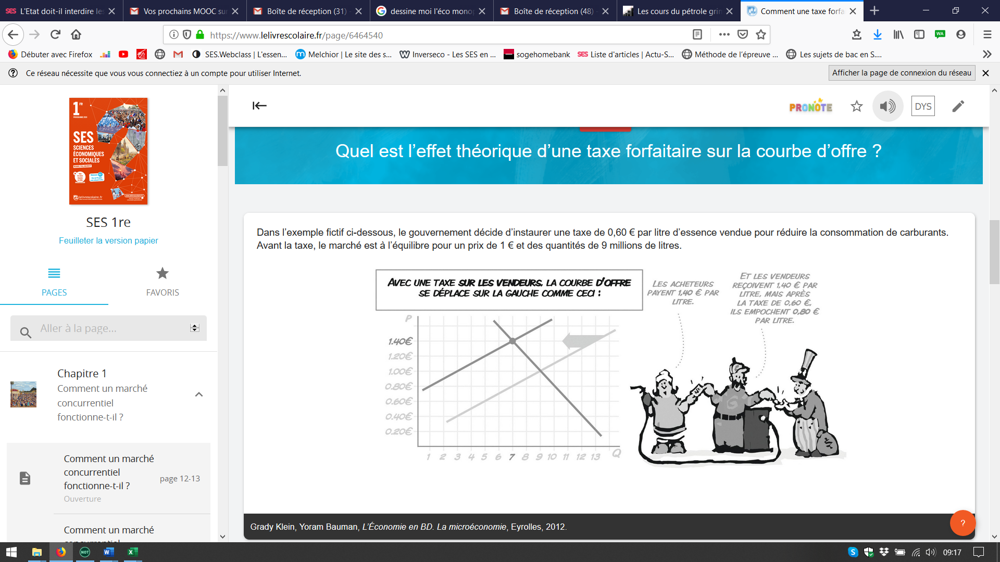 L'Etat doit-il interdire les
Vos prochains MOOC sur
Boîte de réception (31)
dessine moi l'éco monop
Boîte de réception (48)
Les cours du pétrole grim
Comment une taxe forfa
https://www.lelivrescolaire.fr/page/6464540
WA
Débuter avec Firefox
SES.Webclass | L'essen...
Melchior | Le site des s...
Inverseco - Les SES en ...
sogehomebank
SES Liste d'articles | Actu-S...
Méthode de l'épreuve ...
Les sujets de bac en S....
Ce réseau nécessite que vous vous connectiez à un compte pour utiliser Internet.
Afficher la page de connexion du réseau
1re
SES
SCIENCES
ÉCONOMIQUES
ET SOCIALES
lelivrescolaire.fr
SES 1re
Feuilleter la version papier
PAGES
FAVORIS
Aller à la page...
Chapitre 1
Comment un marché
concurrentiel
fonctionne-t-il ?
Comment un marché
concurrentiel
fonctionne-t-il ?
page 12-13
Ouverture
Comment un marché
PRONOTE
DYS
Quel est l'effet théorique d'une taxe forfaitaire sur la courbe d'offre ?
Dans l'exemple fictif ci-dessous, le gouvernement décide d'instaurer une taxe de 0,60 € par litre d'essence vendue pour réduire la consommation de carburants.
Avant la taxe, le marché est à l'équilibre pour un prix de 1 € et des quantités de 9 millions de litres.
AVEC UNE TAXE SUR LES VENDEURS, LA COURBE D'OFFRE
SE DÉPLACE SUR LA GAUCHE COMME CECI :
LES ACHETEURS
PAYENT 1,40 € PAR
LITRE.
ET LES VENDEURS
REÇOIVENT 1,40 € PAR
LITRE, MAIS APRÈS
LA TAXE DE 0,60 €,
ILS EMPOCHENT 0,80 €
PAR LITRE.
P
1.40€
1.20€
1.00€
0.80€
0.60€
0.40€
0.20€
1 2 3 4 5 6 7 8 9 10 11 12 13 Q
G
Grady Klein, Yoram Bauman, L'Économie en BD. La microéconomie, Eyrolles, 2012.
?
NOT
09:17